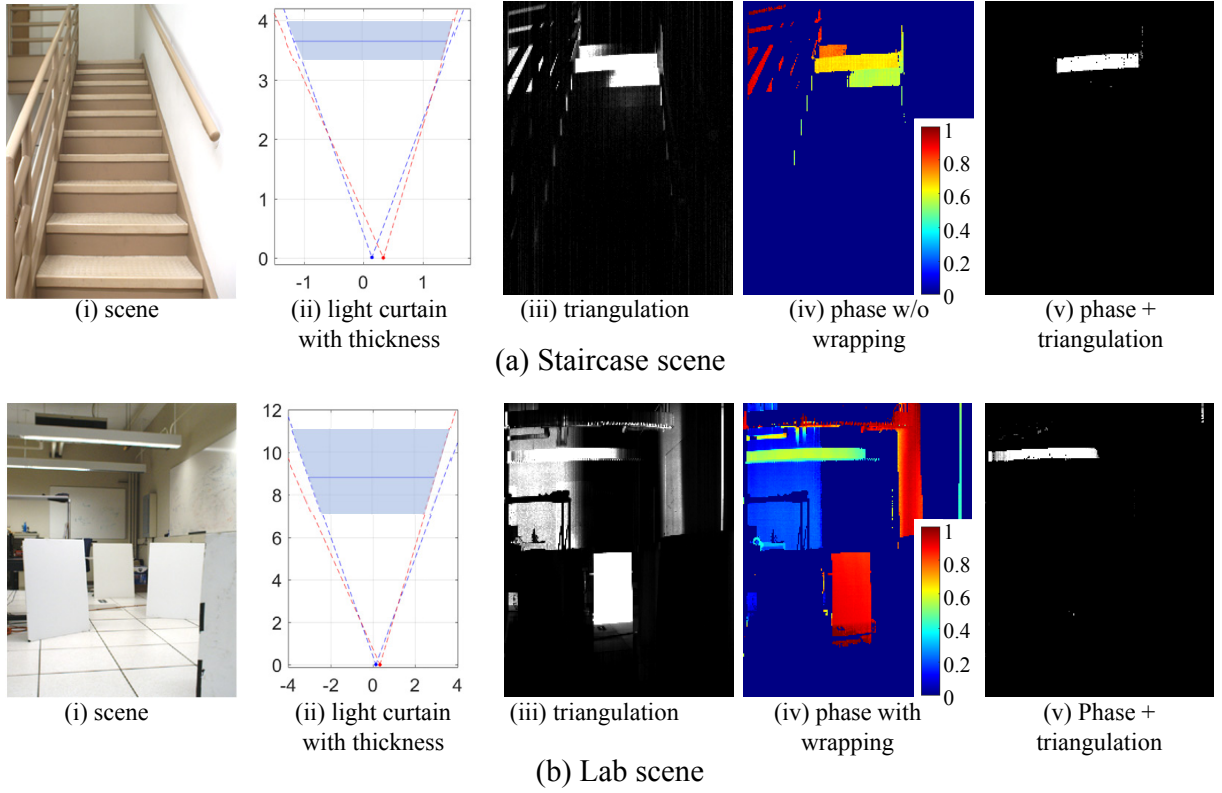 4
3
2
1
0
-1
0
1
1
0.8
0.6
0.4
0.2
0
(i) scene
(ii) light curtain
with thickness
(iii) triangulation
(iv) phase w/o
wrapping
(v) phase +
triangulation
(a) Staircase scene
12
10
8
6
4
2
0
-4
-2
0
2
4
1
0.8
0.6
0.4
0.2
0
(i) scene
(ii) light curtain
with thickness
(iii) triangulation
(iv) phase with
wrapping
(v) Phase +
triangulation
(b) Lab scene